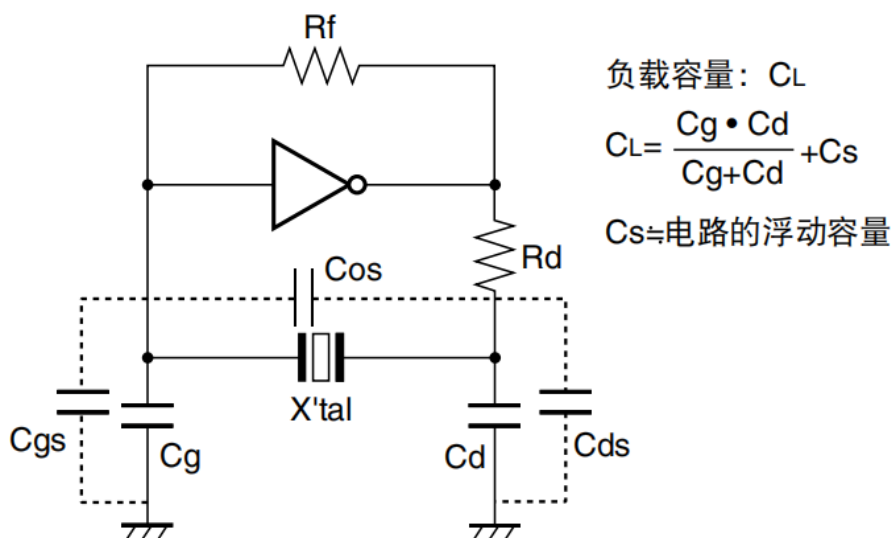 Rf
负载容量：CL
CL= Cg • Cd / Cg+Cd +Cs
Cs≒电路的浮动容量
Rd
Cos
X'tal
Cgs
Cg
Cd
Cds